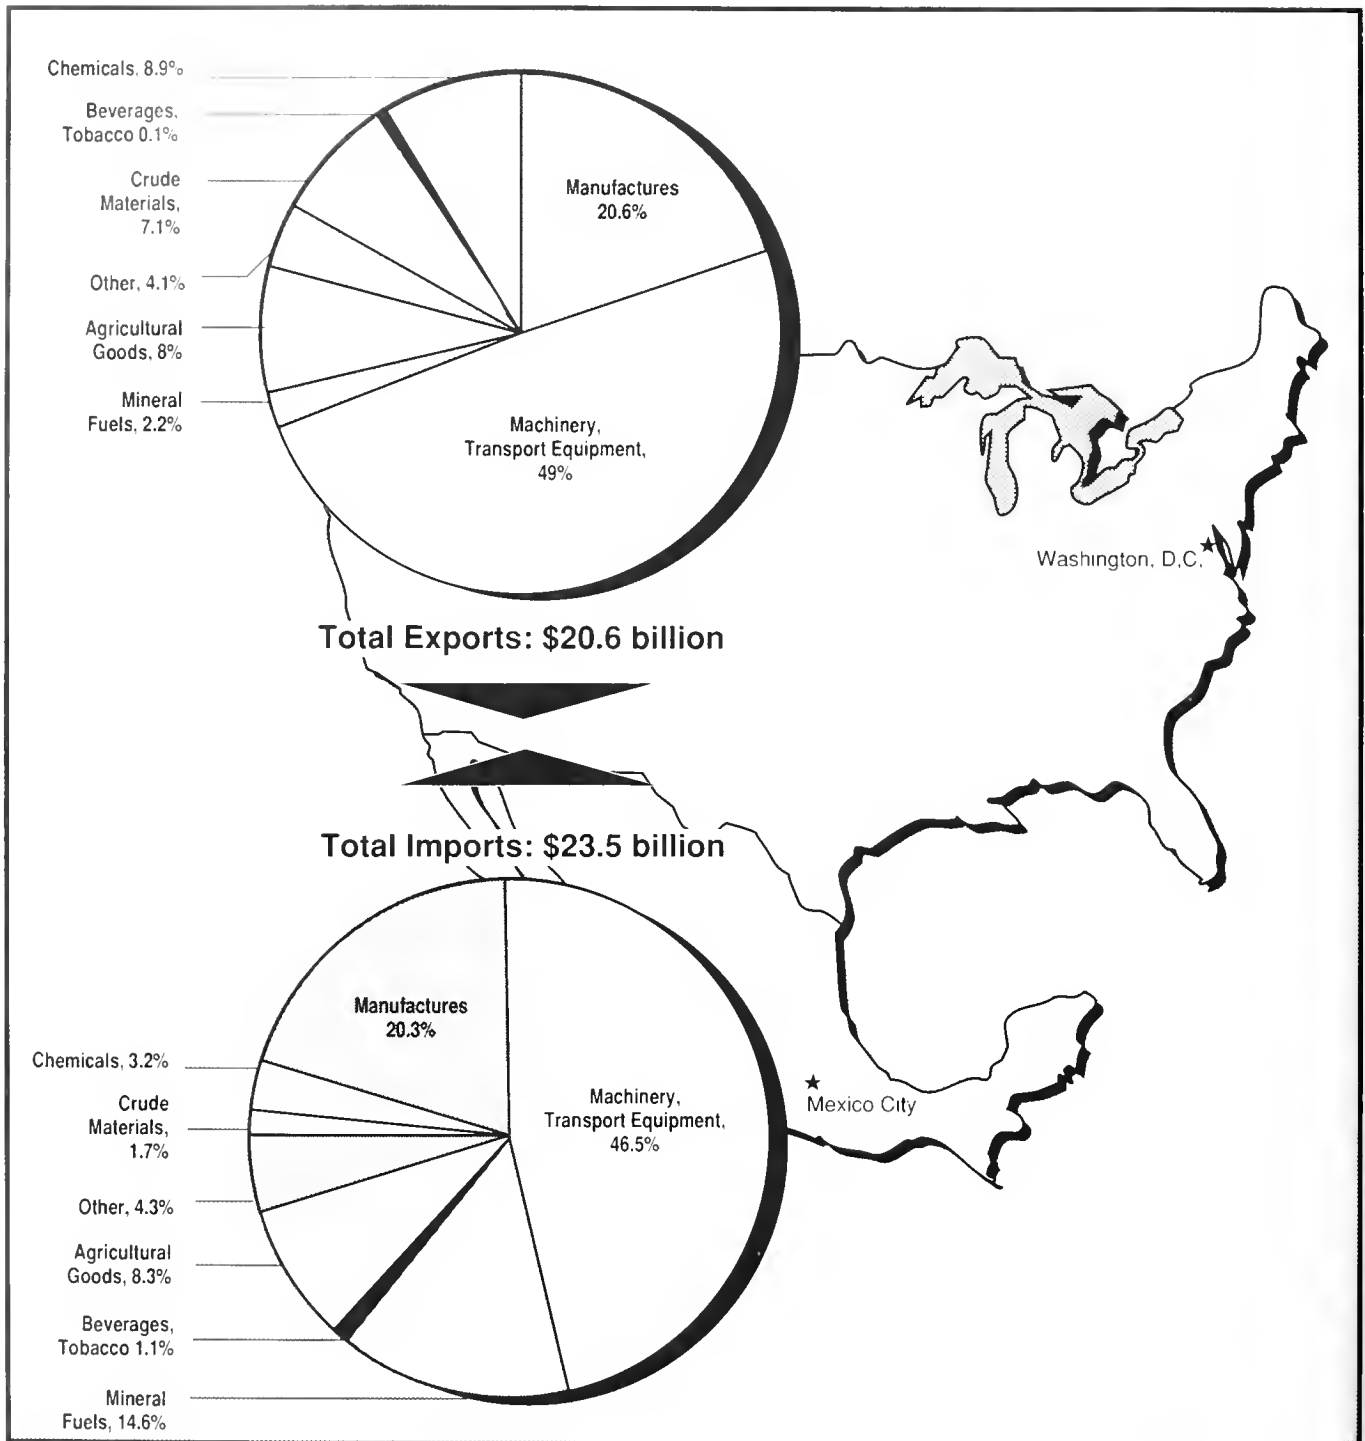 Chemicals, 8.9%
Beverages,
Tobacco 0.1%
Crude
Materials,
7.1%
Other, 4.1%
Agricultural
Goods, 8%
Mineral
Fuels, 2.2%
Manufactures
20.6%
Machinery,
Transport Equipment,
49%
Washington, D.C.
Total Exports: $20.6 billion
Total Imports: $23.5 billion
Manufactures
20.3%
Chemicals, 3.2%
Crude
Materials,
1.7%
Other, 4.3%
Agricultural
Goods, 8.3%
Beverages,
Tobacco 1.1%
Mineral
Fuels, 14.6%
Machinery,
Transport Equipment,
46.5%
Mexico City